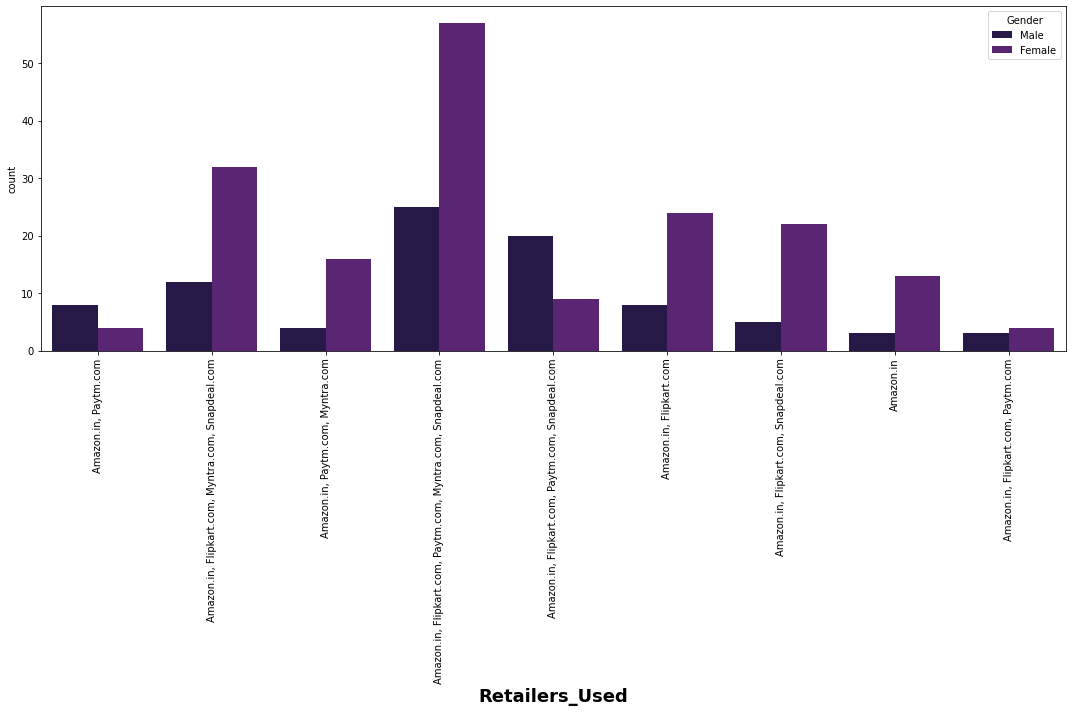 Gender
Male
Female
count
50
40
30
20
10
0
Amazon.in, Paytm.com
Amazon.in, Flipkart.com, Myntra.com, Snapdeal.com
Amazon.in, Paytm.com, Myntra.com
Amazon.in, Flipkart.com, Paytm.com, Myntra.com, Snapdeal.com
Amazon.in, Flipkart.com, Paytm.com, Snapdeal.com
Amazon.in, Flipkart.com
Amazon.in, Flipkart.com, Snapdeal.com
Amazon.in
Amazon.in, Flipkart.com, Paytm.com
Retailers_Used